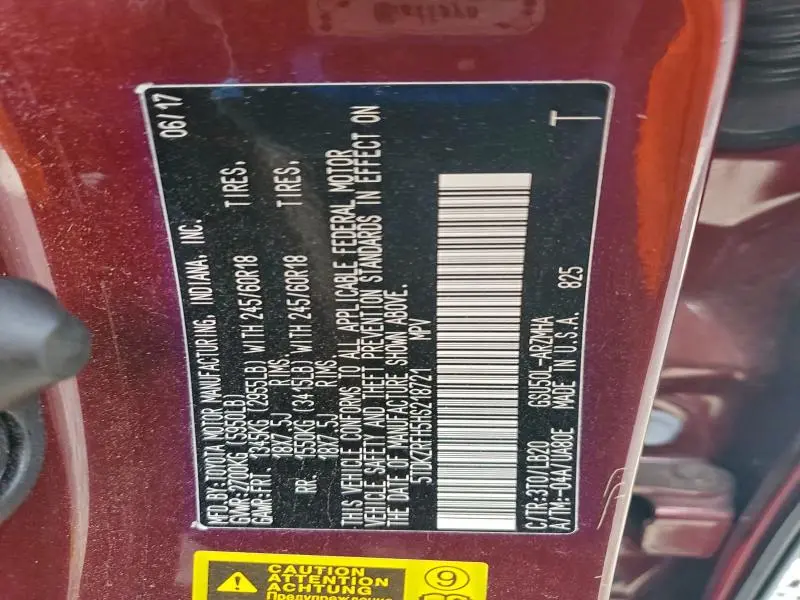 MFD.BY:TOYOTA MOTOR MANUFACTURING, INDIANA, INC. 06/17
GVWR:2700KG (5950LB)
GAWR:FRT. 1345KG (2955LB) WITH 245/60R18 TIRES.
18X7.5J RIMS.
RR. 1550KG (3415LB) WITH 245/60R18 TIRES.
18X7.5J RIMS.
THIS VEHICLE CONFORMS TO ALL APPLICABLE FEDERAL MOTOR
VEHICLE SAFETY AND THEFT PREVENTION STANDARDS IN EFFECT ON
THE DATE OF MANUFACTURE SHOWN ABOVE.
5TDKZRFH5HS218721 MPV
C/TR:3T0/LB20 GSU50L-ARZMHA
A/TM:-04A/UA80E MADE IN U.S.A. 825 T
CAUTION
ATTENTION
ACHTUNG
Предупреждение
9